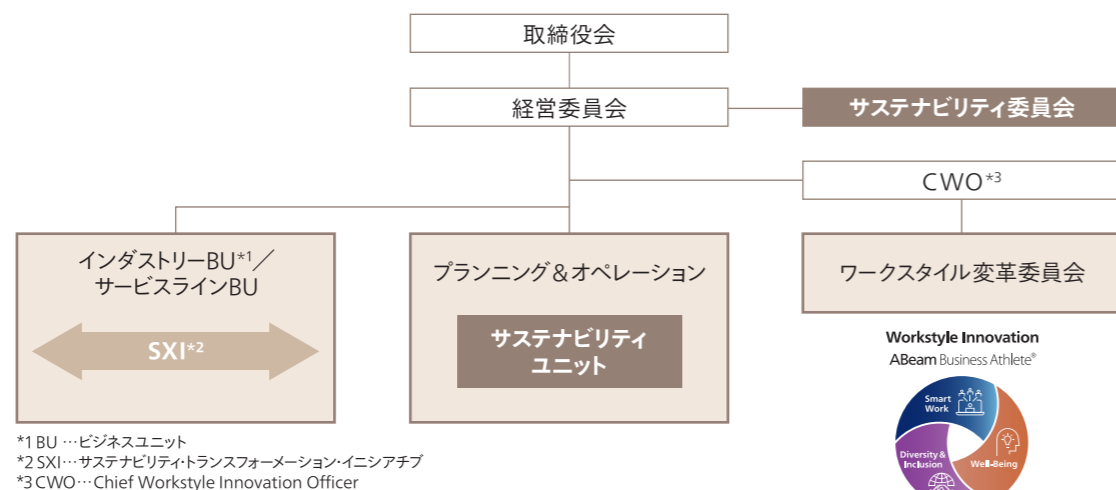 取締役会
経営委員会
サステナビリティ委員会
CWO*3
インダストリーBU*1／
サービスラインBU
SXI*2
プランニング＆オペレーション
サステナビリティ
ユニット
ワークスタイル変革委員会
Workstyle Innovation
ABeam Business Athlete®
Smart
Work
Diversity &
Inclusion
Well-Being
*1 BU …ビジネスユニット
*2 SXI…サステナビリティ・トランスフォーメーション・イニシアチブ
*3 CWO…Chief Workstyle Innovation Officer